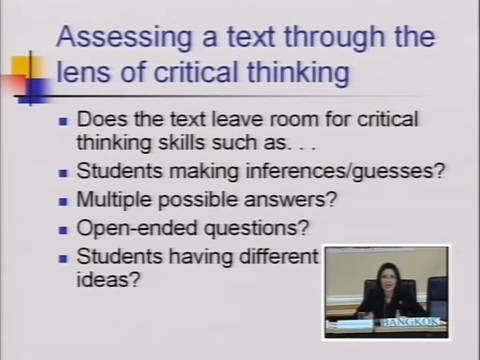 Assessing a text through the
lens of critical thinking
Does the text leave room for critical
thinking skills such as. . .
Students making inferences/guesses?
Multiple possible answers?
Open-ended questions?
Students having different
ideas?
BANGKOK